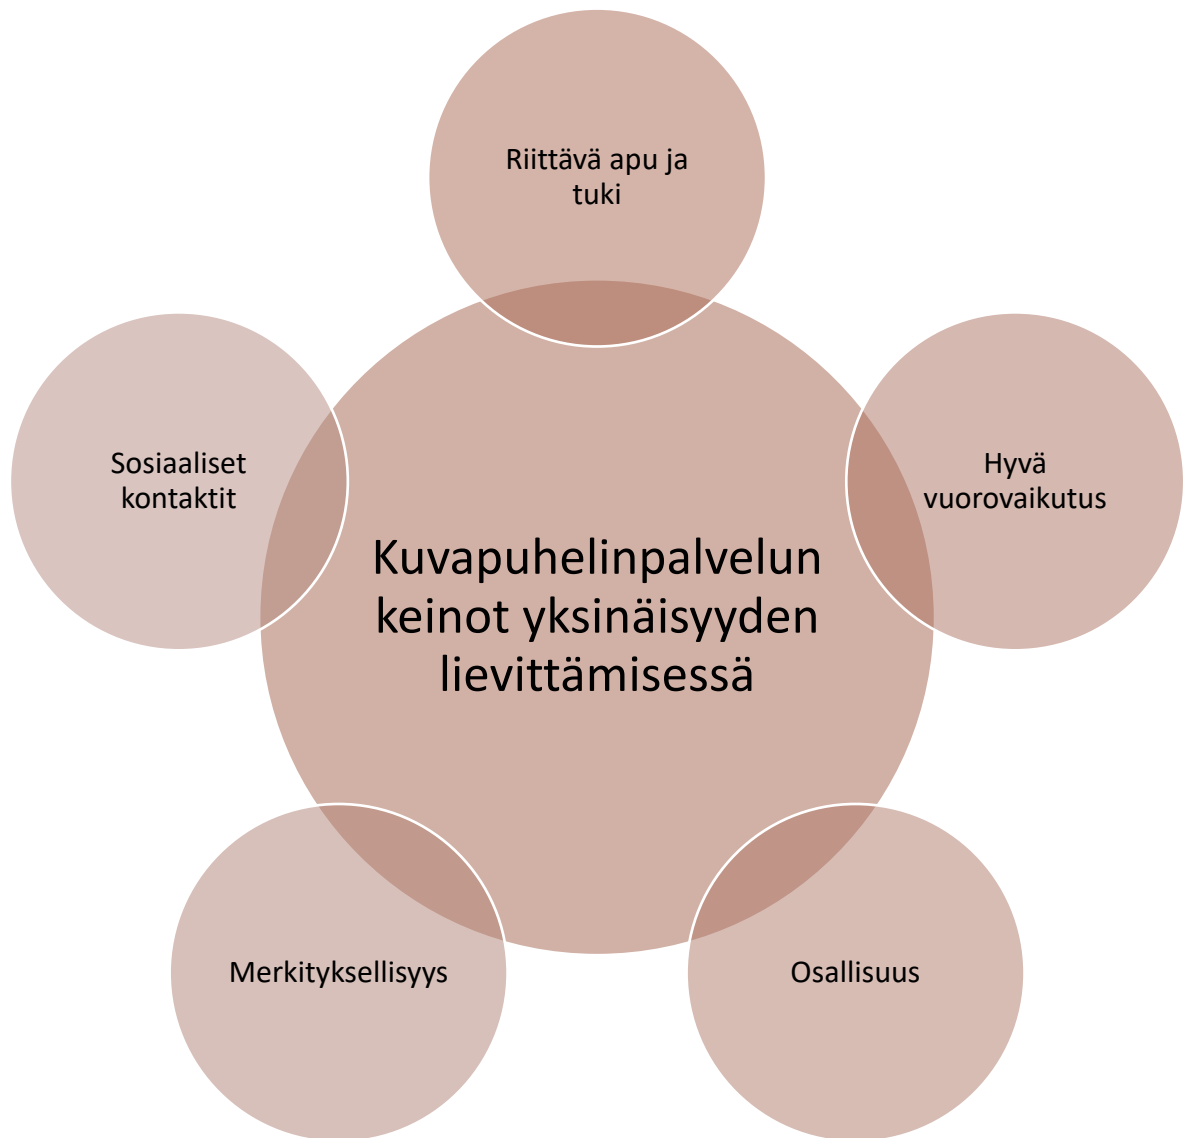 Riittävä apu ja
tuki
Sosiaaliset
kontaktit
Hyvä
vuorovaikutus
Kuvapuhelinpalvelun
keinot yksinäisyyden
lievittämisessä
Merkityksellisyys
Osallisuus